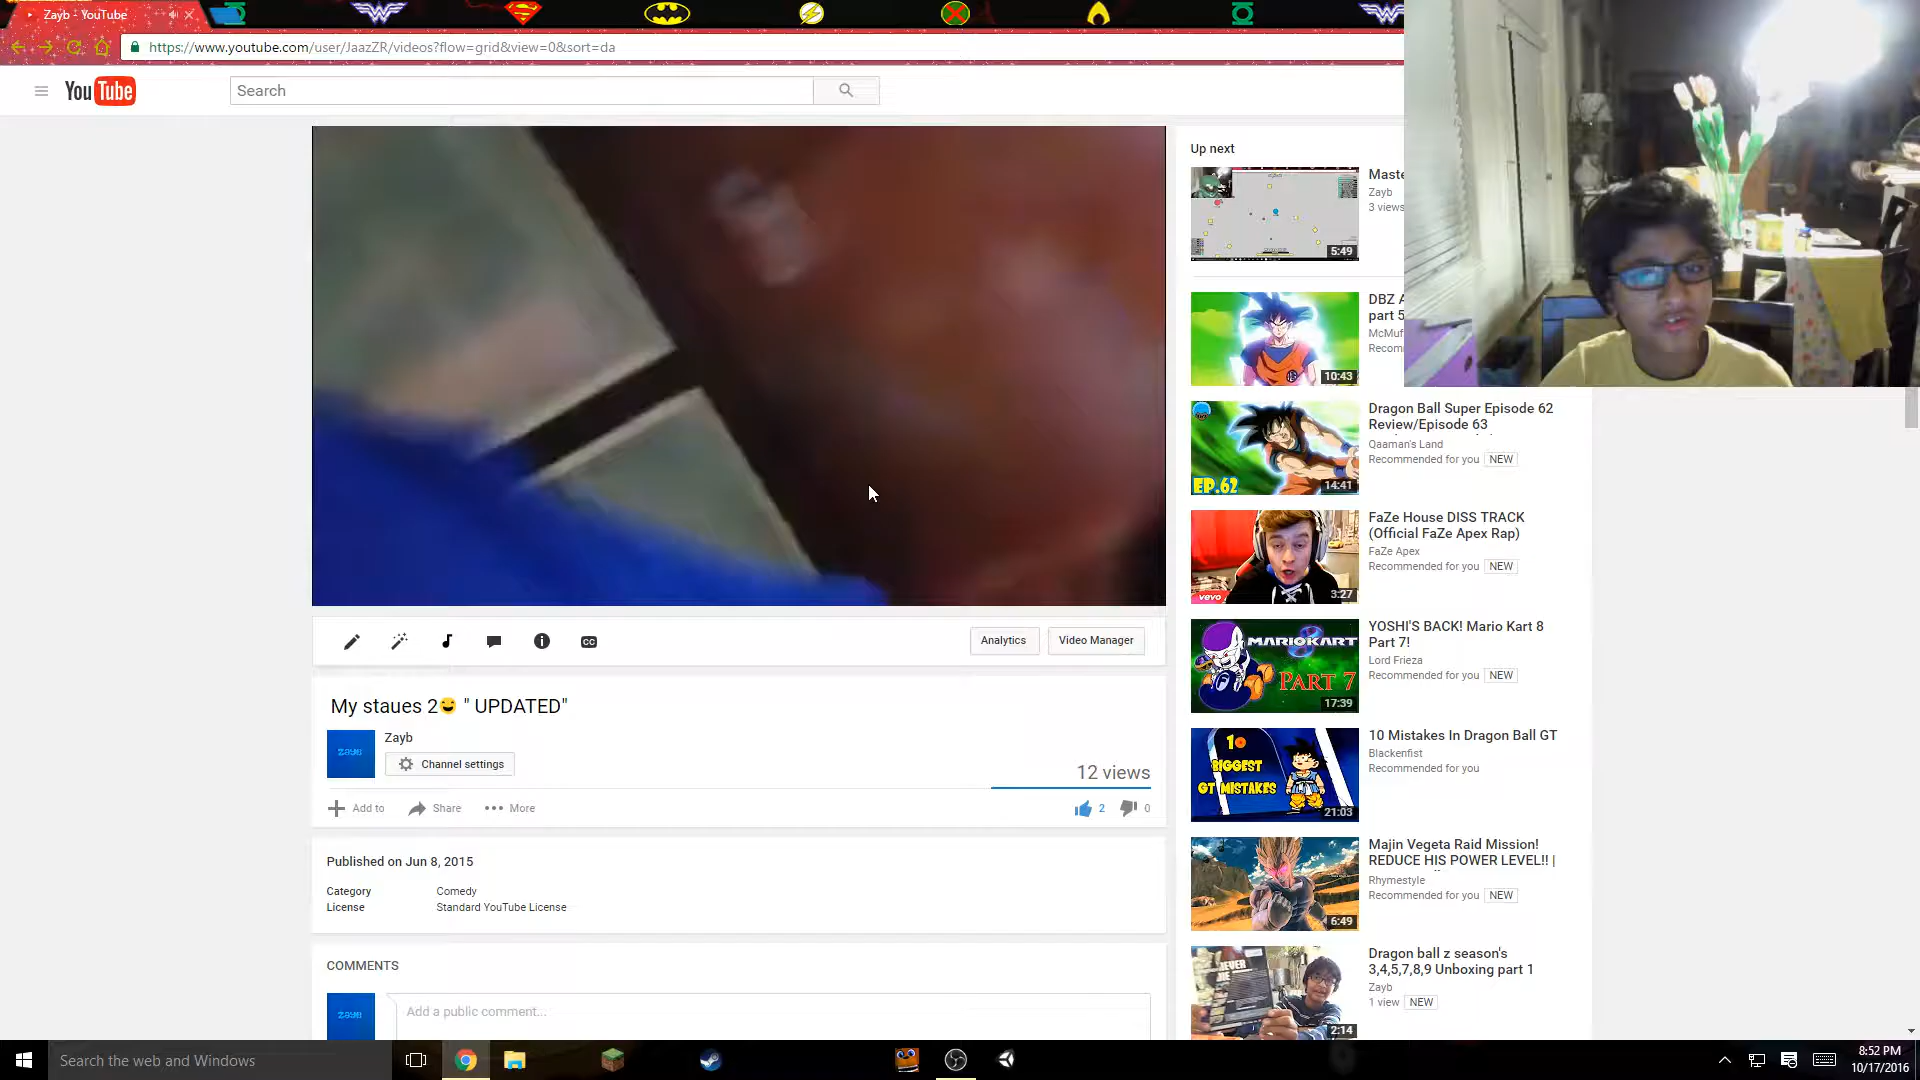 Zayb - YouTube
https://www.youtube.com/user/JaazZR/videos?flow=grid&view=0&sort=da
YouTube
Search
Up next
Maste
Zayb
3 views
5:49
DBZ A
part 5
McMuf
Recom
10:43
Dragon Ball Super Episode 62
Review/Episode 63
Qaaman's Land
Recommended for you NEW
EP.62
14:41
FaZe House DISS TRACK
(Official FaZe Apex Rap)
FaZe Apex
Recommended for you NEW
vevo
3:27
YOSHI'S BACK! Mario Kart 8
Part 7!
Lord Frieza
Recommended for you NEW
MARIOKART
PART 7
17:39
10 Mistakes In Dragon Ball GT
Blackenfist
Recommended for you
10
BIGGEST
GT MISTAKES
21:03
Majin Vegeta Raid Mission!
REDUCE HIS POWER LEVEL!! |
Rhymestyle
Recommended for you NEW
6:49
Dragon ball z season's
3,4,5,7,8,9 Unboxing part 1
Zayb
1 view NEW
2:14
CC
Analytics
Video Manager
My staues 2😄 " UPDATED"
zayb
Zayb
Channel settings
12 views
Add to
Share
More
2
0
Published on Jun 8, 2015
Category Comedy
License Standard YouTube License
COMMENTS
zayb
Add a public comment...
Search the web and Windows
8:52 PM
10/17/2016